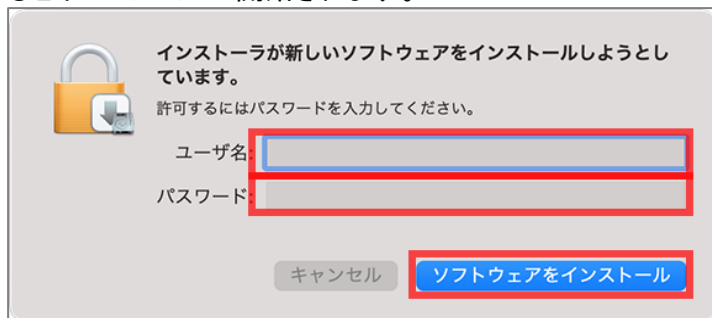 インストーラが新しいソフトウェアをインストールしようとし
ています。
許可するにはパスワードを入力してください。
ユーザ名:
パスワード:
キャンセル ソフトウェアをインストール